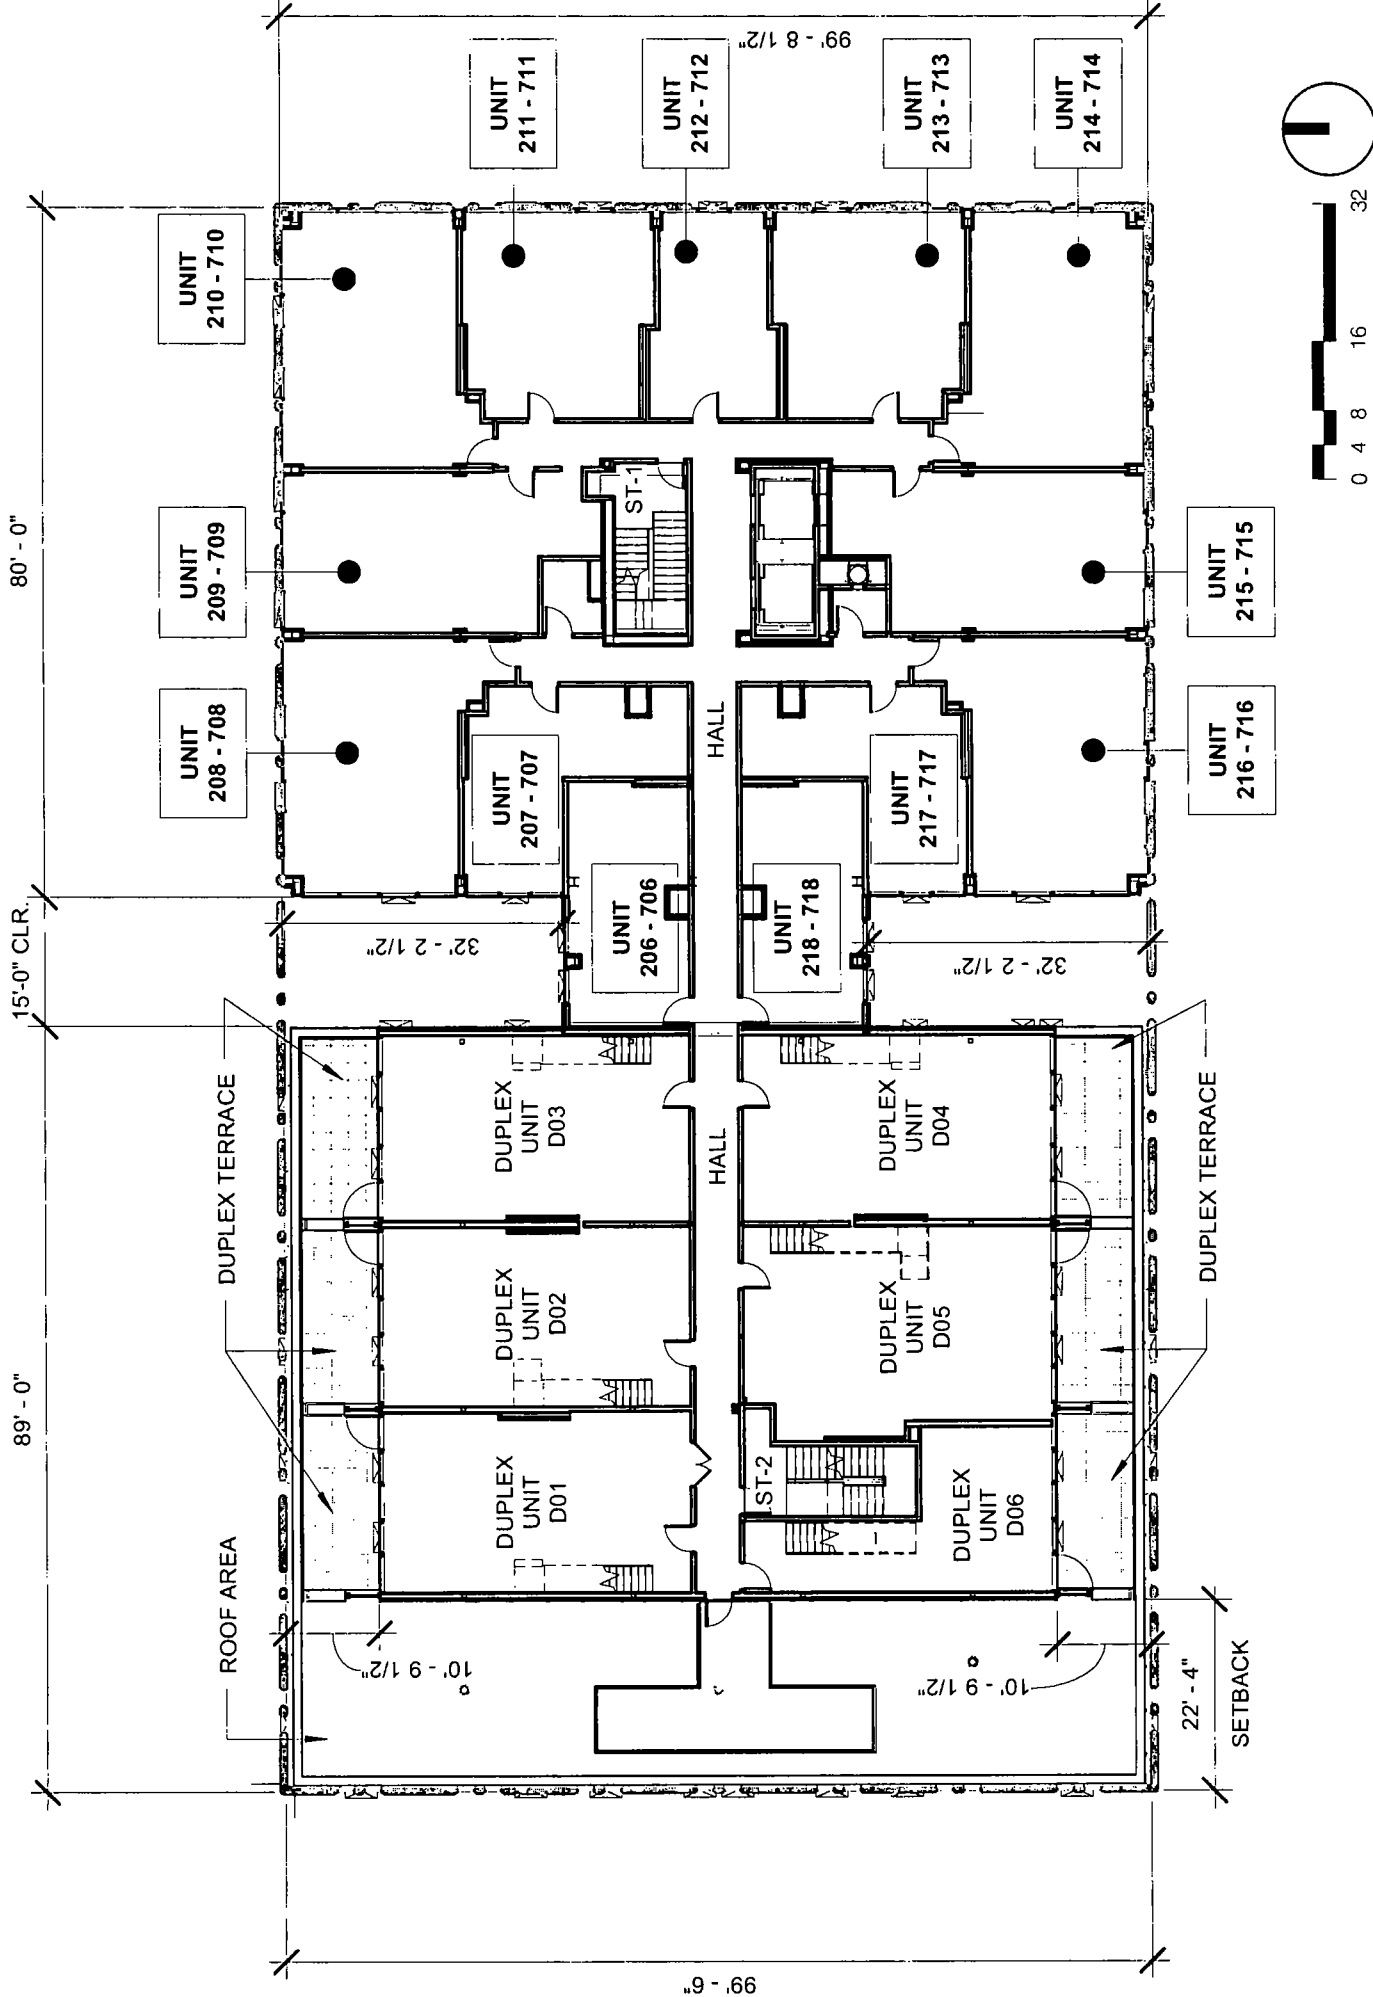 99' - 8 1/2"
UNIT
211 - 711
UNIT
212 - 712
UNIT
213 - 713
UNIT
214 - 714
UNIT
210 - 710
80' - 0"
UNIT
209 - 709
ST-1
UNIT
215 - 715
0 4 8 16 32
UNIT
208 - 708
UNIT
207 - 707
HALL
UNIT
217 - 717
UNIT
216 - 716
UNIT
206 - 706
UNIT
218 - 718
15'-0" CLR.
32' - 2 1/2"
32' - 2 1/2"
DUPLEX TERRACE
DUPLEX
UNIT
D03
HALL
DUPLEX
UNIT
D04
DUPLEX TERRACE
89' - 0"
DUPLEX
UNIT
D02
DUPLEX
UNIT
D05
DUPLEX
UNIT
D01
ST-2
DUPLEX
UNIT
D06
ROOF AREA
10' - 9 1/2"
10' - 9 1/2"
22' - 4"
SETBACK
99' - 6"